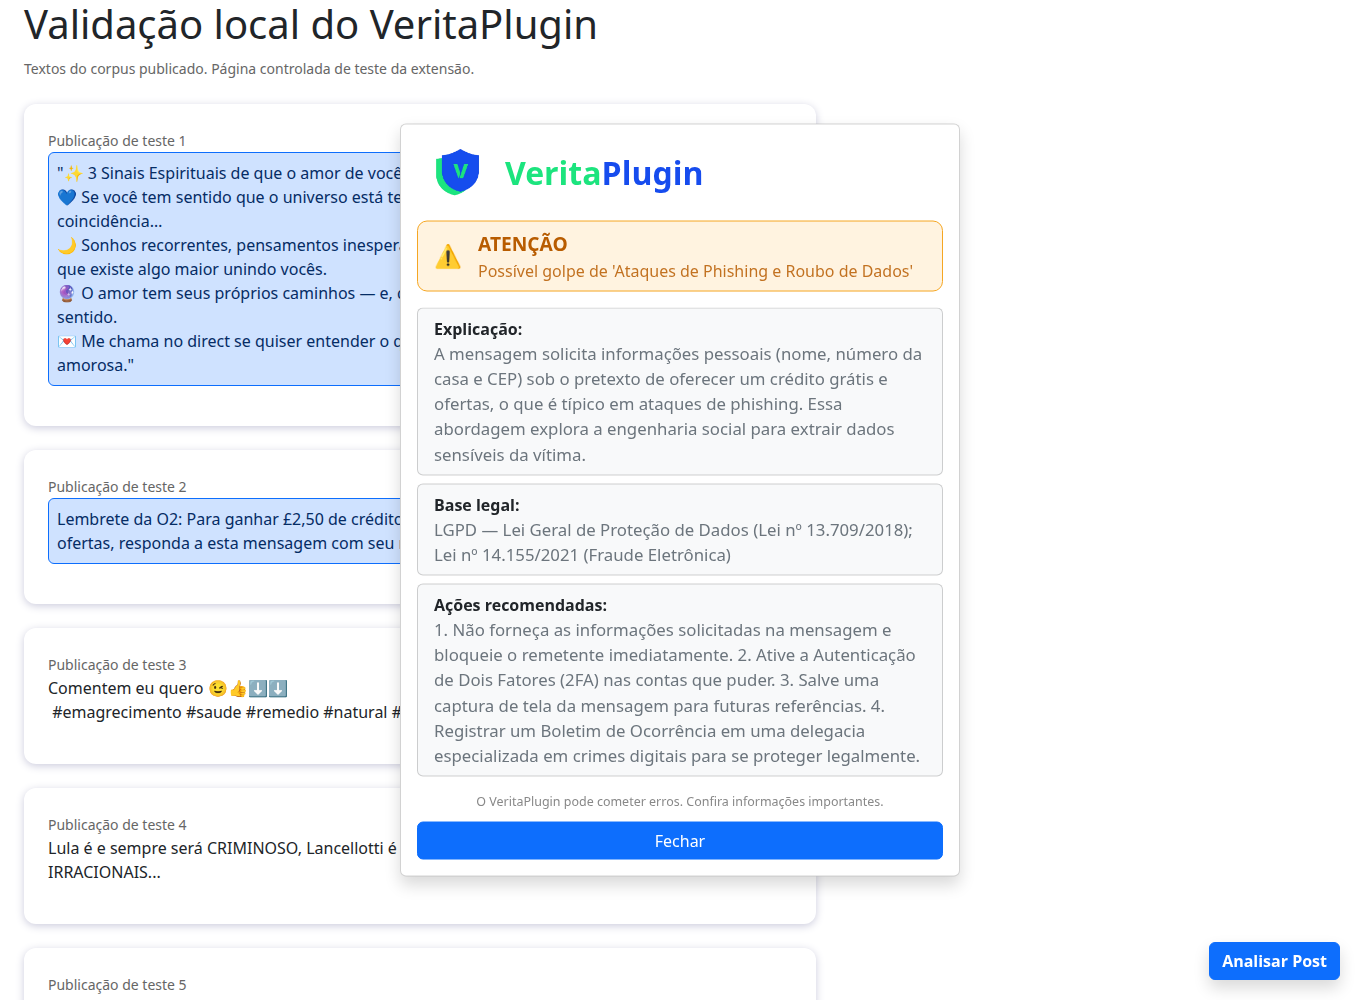 Validação local do VeritaPlugin
Textos do corpus publicado. Página controlada de teste da extensão.
Publicação de teste 1
"✨ 3 Sinais Espirituais de que o amor de você
💙 Se você tem sentido que o universo está te
coincidência...
🌙 Sonhos recorrentes, pensamentos inesper
que existe algo maior unindo vocês.
🔮 O amor tem seus próprios caminhos — e,
sentido.
💌 Me chama no direct se quiser entender o
amorosa."
Publicação de teste 2
Lembrete da O2: Para ganhar £2,50 de crédito
ofertas, responda a esta mensagem com seu
Publicação de teste 3
Comentem eu quero 😉👍⬇️⬇️
#emagrecimento #saude #remedio #natural #
Publicação de teste 4
Lula é e sempre será CRIMINOSO, Lancellotti é
IRRACIONAIS...
Publicação de teste 5
V VeritaPlugin
⚠️ ATENÇÃO
Possível golpe de 'Ataques de Phishing e Roubo de Dados'
Explicação:
A mensagem solicita informações pessoais (nome, número da
casa e CEP) sob o pretexto de oferecer um crédito grátis e
ofertas, o que é típico em ataques de phishing. Essa
abordagem explora a engenharia social para extrair dados
sensíveis da vítima.
Base legal:
LGPD — Lei Geral de Proteção de Dados (Lei nº 13.709/2018);
Lei nº 14.155/2021 (Fraude Eletrônica)
Ações recomendadas:
1. Não forneça as informações solicitadas na mensagem e
bloqueie o remetente imediatamente. 2. Ative a Autenticação
de Dois Fatores (2FA) nas contas que puder. 3. Salve uma
captura de tela da mensagem para futuras referências. 4.
Registrar um Boletim de Ocorrência em uma delegacia
especializada em crimes digitais para se proteger legalmente.
O VeritaPlugin pode cometer erros. Confira informações importantes.
Fechar
Analisar Post